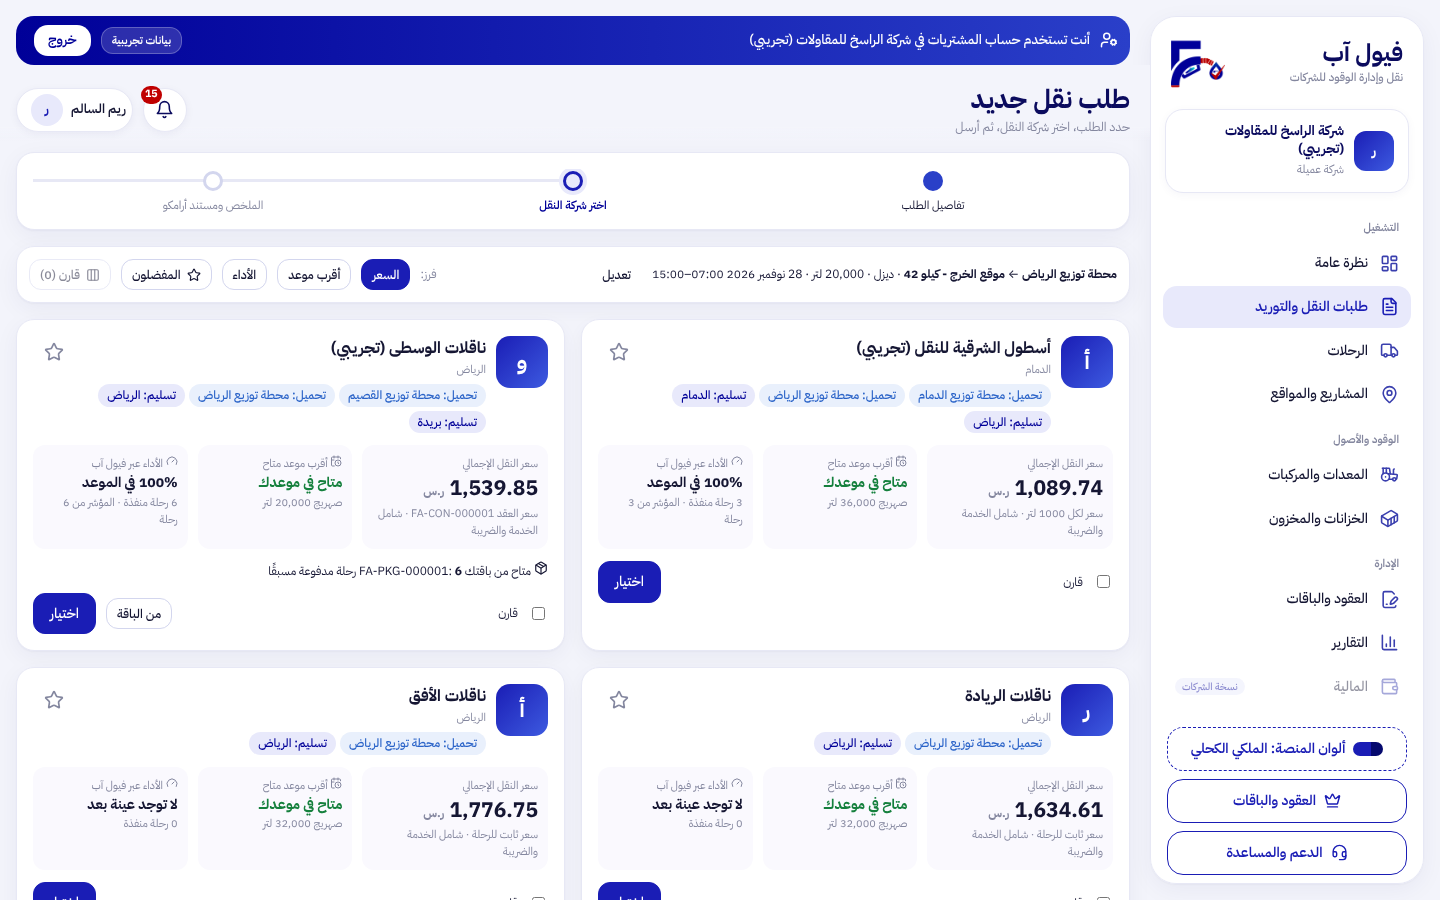 فيول آب
نقل وإدارة الوقود للشركات
شركة الراسخ للمقاولات (تجريبي)
شركة عميلة
ر
التشغيل
نظرة عامة
طلبات النقل والتوريد
الرحلات
المشاريع والمواقع
الوقود والأصول
المعدات والمركبات
الخزانات والمخزون
الإدارة
العقود والباقات
التقارير
المالية
نسخة الشركات
ألوان المنصة: الملكي الكحلي
العقود والباقات
الدعم والمساعدة
أنت تستخدم حساب المشتريات في شركة الراسخ للمقاولات (تجريبي)
بيانات تجريبية
خروج
طلب نقل جديد
حدد الطلب، اختر شركة النقل، ثم أرسل
15
ريم السالم
ر
تفاصيل الطلب
اختر شركة النقل
الملخص ومستند أرامكو
محطة توزيع الرياض ← موقع الخرج - كيلو 42 · ديزل · 20,000 لتر · 28 نوفمبر 2026 07:00–15:00
تعديل
فرز:
السعر
أقرب موعد
الأداء
المفضلون
قارن (0)
أ
أسطول الشرقية للنقل (تجريبي)
الدمام
تحميل: محطة توزيع الدمام
تحميل: محطة توزيع الرياض
تسليم: الدمام
تسليم: الرياض
سعر النقل الإجمالي
1,089.74 ر.س
سعر لكل 1000 لتر · شامل الخدمة والضريبة
أقرب موعد متاح
متاح في موعدك
صهريج 36,000 لتر
الأداء عبر فيول آب
100% في الموعد
3 رحلة منفذة · المؤشر من 3 رحلة
قارن
اختيار
و
ناقلات الوسطى (تجريبي)
الرياض
تحميل: محطة توزيع القصيم
تحميل: محطة توزيع الرياض
تسليم: الرياض
تسليم: بريدة
سعر النقل الإجمالي
1,539.85 ر.س
سعر العقد FA-CON-000001 · شامل الخدمة والضريبة
أقرب موعد متاح
متاح في موعدك
صهريج 20,000 لتر
الأداء عبر فيول آب
100% في الموعد
6 رحلة منفذة · المؤشر من 6 رحلة
متاح من باقتك FA-PKG-000001: 6 رحلة مدفوعة مسبقًا
قارن
من الباقة
اختيار
ر
ناقلات الريادة
الرياض
تحميل: محطة توزيع الرياض
تسليم: الرياض
سعر النقل الإجمالي
1,634.61 ر.س
سعر ثابت للرحلة · شامل الخدمة والضريبة
أقرب موعد متاح
متاح في موعدك
صهريج 32,000 لتر
الأداء عبر فيول آب
لا توجد عينة بعد
0 رحلة منفذة
أ
ناقلات الأفق
الرياض
تحميل: محطة توزيع الرياض
تسليم: الرياض
سعر النقل الإجمالي
1,776.75 ر.س
سعر ثابت للرحلة · شامل الخدمة والضريبة
أقرب موعد متاح
متاح في موعدك
صهريج 32,000 لتر
الأداء عبر فيول آب
لا توجد عينة بعد
0 رحلة منفذة